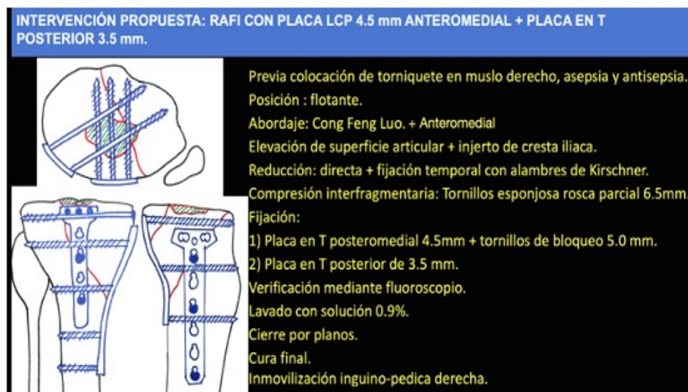 INTERVENCIÓN PROPUESTA: RAFI CON PLACA LCP 4.5 mm ANTEROMEDIAL + PLACA EN T
POSTERIOR 3.5 mm.
Previa colocación de torniquete en muslo derecho, asepsia y antisepsia.
Posición : flotante.
Abordaje: Cong Feng Luo. + Anteromedial
Elevación de superficie articular + injerto de cresta iliaca.
Reducción: directa + fijación temporal con alambres de Kirschner.
Compresión interfragmentaria: Tornillos esponjosa rosca parcial 6.5mm
Fijación:
1) Placa en T posteromedial 4.5mm + tornillos de bloqueo 5.0 mm.
2) Placa en T posterior de 3.5 mm.
Verificación mediante fluoroscopio.
Lavado con solución 0.9%.
Cierre por planos.
Cura final.
Inmovilización inguino-pedica derecha.